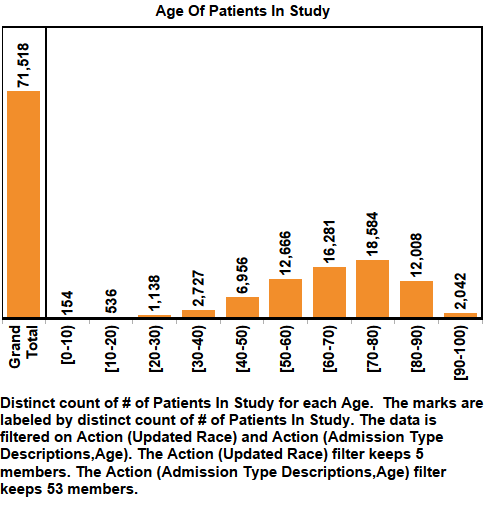 Age Of Patients In Study
71,518
154
536
1,138
2,727
6,956
12,666
16,281
18,584
12,008
2,042
Grand
Total
[0-10)
[10-20)
[20-30)
[30-40)
[40-50)
[50-60)
[60-70)
[70-80)
[80-90)
[90-100)
Distinct count of # of Patients In Study for each Age.  The marks are
labeled by distinct count of # of Patients In Study. The data is
filtered on Action (Updated Race) and Action (Admission Type
Descriptions,Age). The Action (Updated Race) filter keeps 5
members. The Action (Admission Type Descriptions,Age) filter
keeps 53 members.